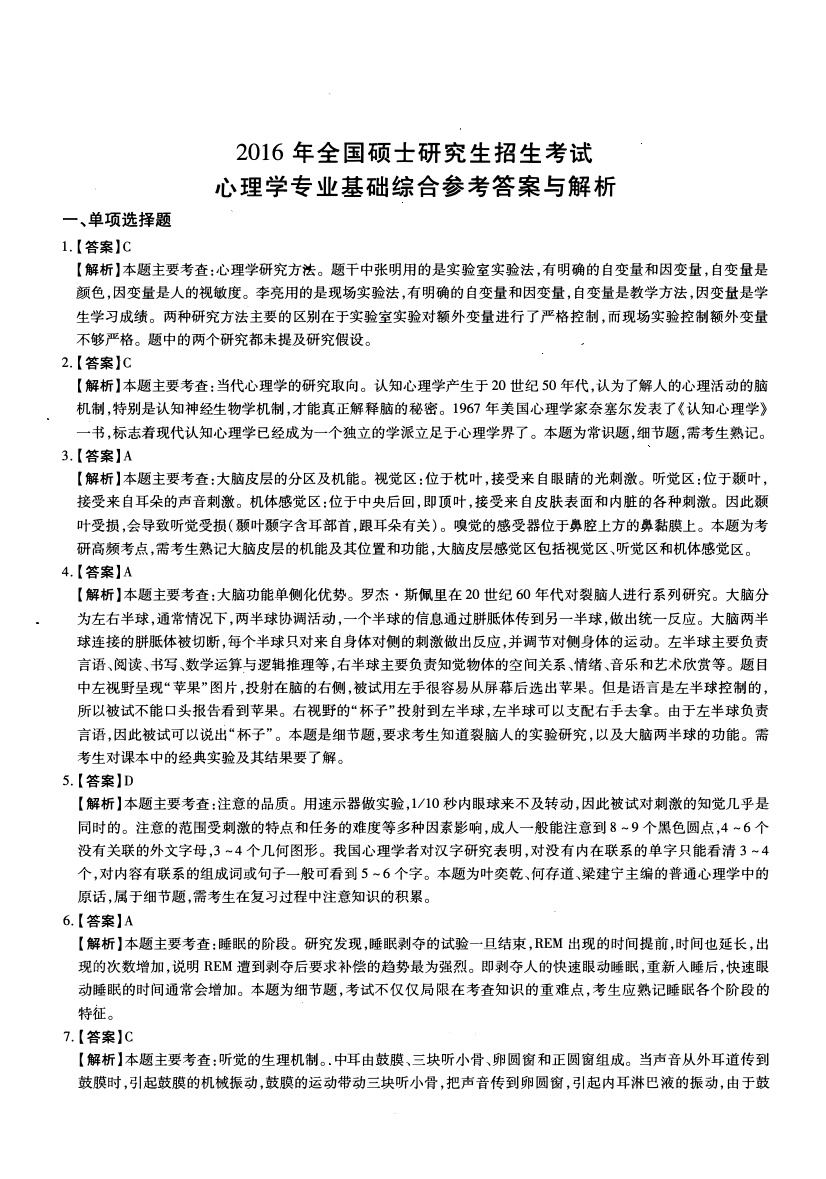 2016 年全国硕士研究生招生考试
心理学专业基础综合参考答案与解析
一、单项选择题
1.【答案】C
【解析】本题主要考查:心理学研究方法。题干中张明用的是实验室实验法,有明确的自变量和因变量,自变量是
颜色,因变量是人的视敏度。李亮用的是现场实验法,有明确的自变量和因变量,自变量是教学方法,因变量是学
生学习成绩。两种研究方法主要的区别在于实验室实验对额外变量进行了严格控制,而现场实验控制额外变量
不够严格。题中的两个研究都未提及研究假设。
2.【答案】C
【解析】本题主要考查:当代心理学的研究取向。认知心理学产生于 20 世纪 50 年代,认为了解人的心理活动的脑
机制,特别是认知神经生物学机制,才能真正解释脑的秘密。1967 年美国心理学家奈塞尔发表了《认知心理学》
一书,标志着现代认知心理学已经成为一个独立的学派立足于心理学界了。本题为常识题,细节题,需考生熟记。
3.【答案】A
【解析】本题主要考查:大脑皮层的分区及机能。视觉区:位于枕叶,接受来自眼睛的光刺激。听觉区:位于颞叶,
接受来自耳朵的声音刺激。机体感觉区:位于中央后回,即顶叶,接受来自皮肤表面和内脏的各种刺激。因此颞
叶受损,会导致听觉受损(颞叶颞字含耳部首,跟耳朵有关)。嗅觉的感受器位于鼻腔上方的鼻黏膜上。本题为考
研高频考点,需考生熟记大脑皮层的机能及其位置和功能,大脑皮层感觉区包括视觉区、听觉区和机体感觉区。
4.【答案】A
【解析】本题主要考查:大脑功能单侧化优势。罗杰·斯佩里在 20 世纪 60 年代对裂脑人进行系列研究。大脑分
为左右半球,通常情况下,两半球协调活动,一个半球的信息通过胼胝体传到另一半球,做出统一反应。大脑两半
球连接的胼胝体被切断,每个半球只对来自身体对侧的刺激做出反应,并调节对侧身体的运动。左半球主要负责
言语、阅读、书写、数学运算与逻辑推理等,右半球主要负责知觉物体的空间关系、情绪、音乐和艺术欣赏等。题目
中左视野呈现“苹果”图片,投射在脑的右侧,被试用左手很容易从屏幕后选出苹果。但是语言是左半球控制的,
所以被试不能口头报告看到苹果。右视野的“杯子”投射到左半球,左半球可以支配右手去拿。由于左半球负责
言语,因此被试可以说出“杯子”。本题是细节题,要求考生知道裂脑人的实验研究,以及大脑两半球的功能。需
考生对课本中的经典实验及其结果要了解。
5.【答案】D
【解析】本题主要考查:注意的品质。用速示器做实验,1/10 秒内眼球来不及转动,因此被试对刺激的知觉几乎是
同时的。注意的范围受刺激的特点和任务的难度等多种因素影响,成人一般能注意到 8 ~ 9 个黑色圆点,4 ~ 6 个
没有关联的外文字母,3 ~ 4 个几何图形。我国心理学者对汉字研究表明,对没有内在联系的单字只能看清 3 ~ 4
个,对内容有联系的组成词或句子一般可看到 5 ~ 6 个字。本题为叶奕乾、何存道、梁建宁主编的普通心理学中的
原话,属于细节题,需考生在复习过程中注意知识的积累。
6.【答案】A
【解析】本题主要考查:睡眠的阶段。研究发现,睡眠剥夺的试验一旦结束,REM 出现的时间提前,时间也延长,出
现的次数增加,说明 REM 遭到剥夺后要求补偿的趋势最为强烈。即剥夺人的快速眼动睡眠,重新入睡后,快速眼
动睡眠的时间通常会增加。本题为细节题,考试不仅仅局限在考查知识的重难点,考生应熟记睡眠各个阶段的
特征。
7.【答案】C
【解析】本题主要考查:听觉的生理机制。.中耳由鼓膜、三块听小骨、卵圆窗和正圆窗组成。当声音从外耳道传到
鼓膜时,引起鼓膜的机械振动,鼓膜的运动带动三块听小骨,把声音传到卵圆窗,引起内耳淋巴液的振动,由于鼓